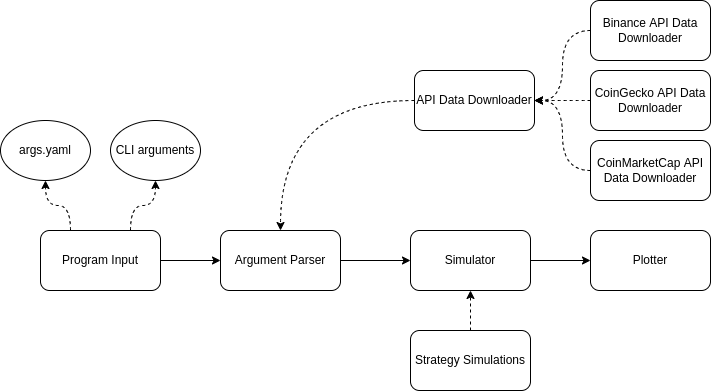 Binance API Data
Downloader
API Data Downloader
CoinGecko API Data
Downloader
args.yaml
CLI arguments
CoinMarketCap API
Data Downloader
Program Input
Argument Parser
Simulator
Plotter
Strategy Simulations